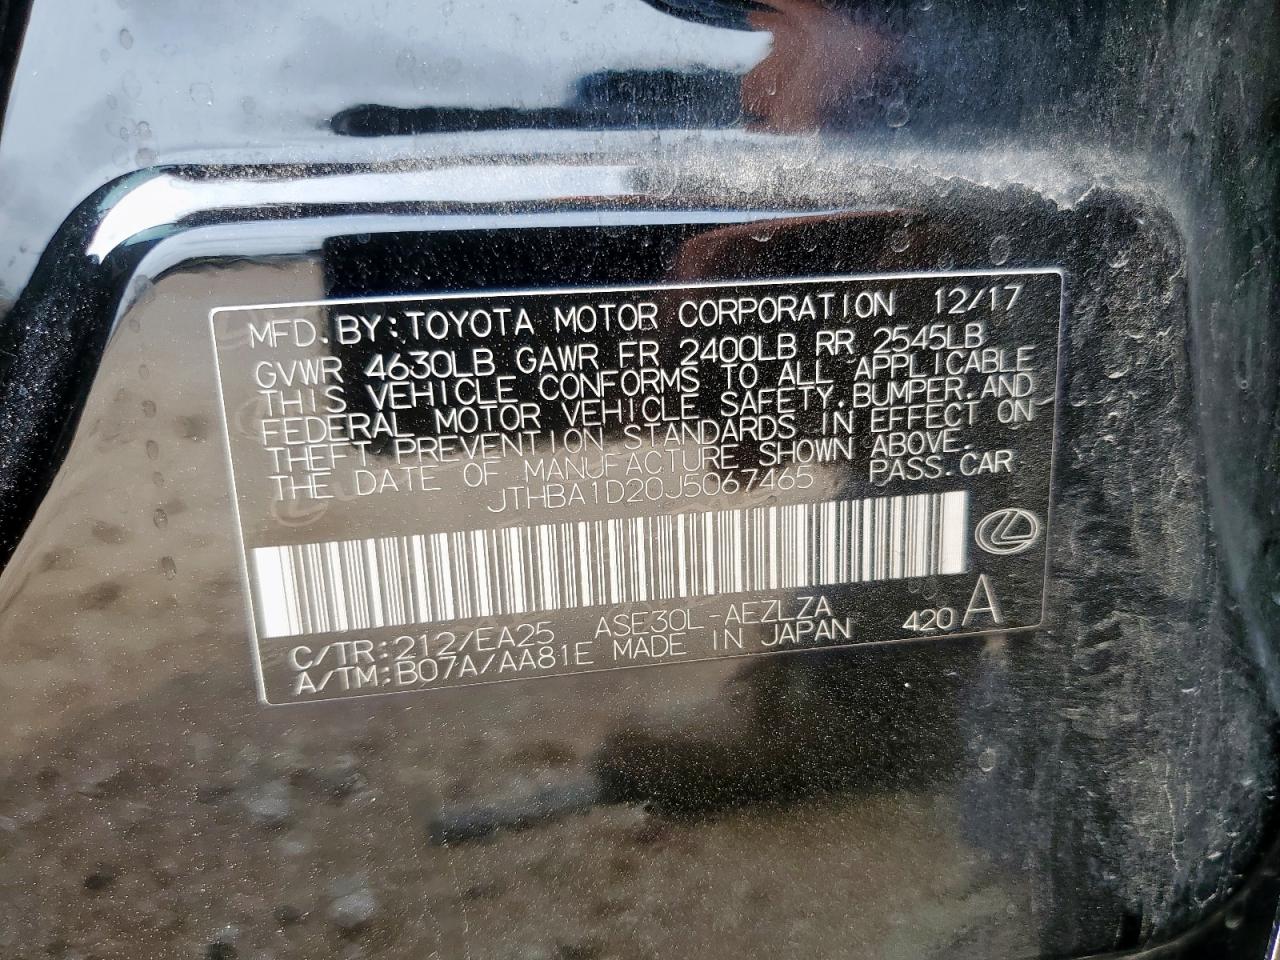 MFD.BY:TOYOTA MOTOR CORPORATION 12/17
GVWR 4630LB GAWR FR 2400LB RR 2545LB
THIS VEHICLE CONFORMS TO ALL APPLICABLE
FEDERAL MOTOR VEHICLE SAFETY,BUMPER,AND
THEFT PREVENTION STANDARDS IN EFFECT ON
THE DATE OF MANUFACTURE SHOWN ABOVE.
JTHBA1D20J5067465 PASS.CAR
C/TR:212/EA25 ASE30L-AEZLZA 420 A
A/TM:B07A/AA81E MADE IN JAPAN